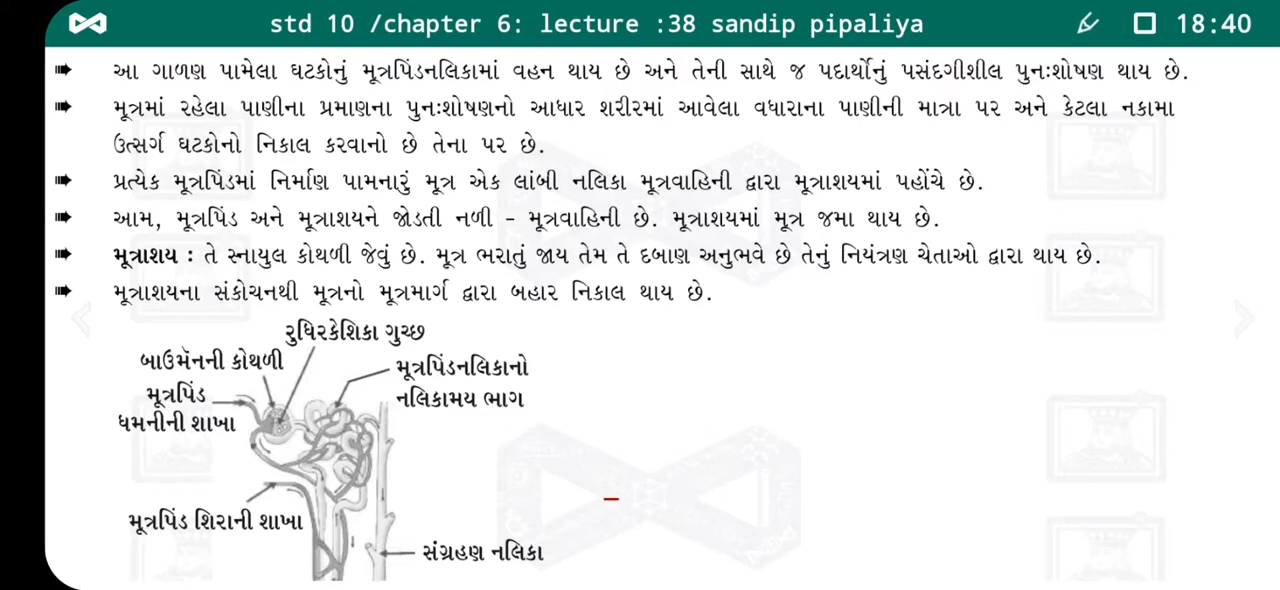 std 10 /chapter 6: lecture :38 sandip pipaliya
18:40
આ ગાળણ પામેલા ઘટકોનું મૂત્રપિંડનલિકામાં વહન થાય છે અને તેની સાથે જ પદાર્થોનું પસંદગીશીલ પુનઃશોષણ થાય છે.
મૂત્રમાં રહેલા પાણીના પ્રમાણના પુનઃશોષણનો આધાર શરીરમાં આવેલા વધારાના પાણીની માત્રા પર અને કેટલા નકામા
ઉત્સર્ગ ઘટકોનો નિકાલ કરવાનો છે તેના પર છે.
પ્રત્યેક મૂત્રપિંડમાં નિર્માણ પામનારું મૂત્ર એક લાંબી નલિકા મૂત્રવાહિની દ્વારા મૂત્રાશયમાં પહોંચે છે.
આમ, મૂત્રપિંડ અને મૂત્રાશયને જોડતી નળી - મૂત્રવાહિની છે. મૂત્રાશયમાં મૂત્ર જમા થાય છે.
મૂત્રાશય : તે સ્નાયુલ કોથળી જેવું છે. મૂત્ર ભરાતું જાય તેમ તે દબાણ અનુભવે છે તેનું નિયંત્રણ ચેતાઓ દ્વારા થાય છે.
મૂત્રાશયના સંકોચનથી મૂત્રનો મૂત્રમાર્ગ દ્વારા બહાર નિકાલ થાય છે.
રુધિરકેશિકા ગુચ્છ
બાઉમૅનની કોથળી
મૂત્રપિંડનલિકાનો
નલિકામય ભાગ
મૂત્રપિંડ
ધમનીની શાખા
મૂત્રપિંડ શિરાની શાખા
સંગ્રહણ નલિકા